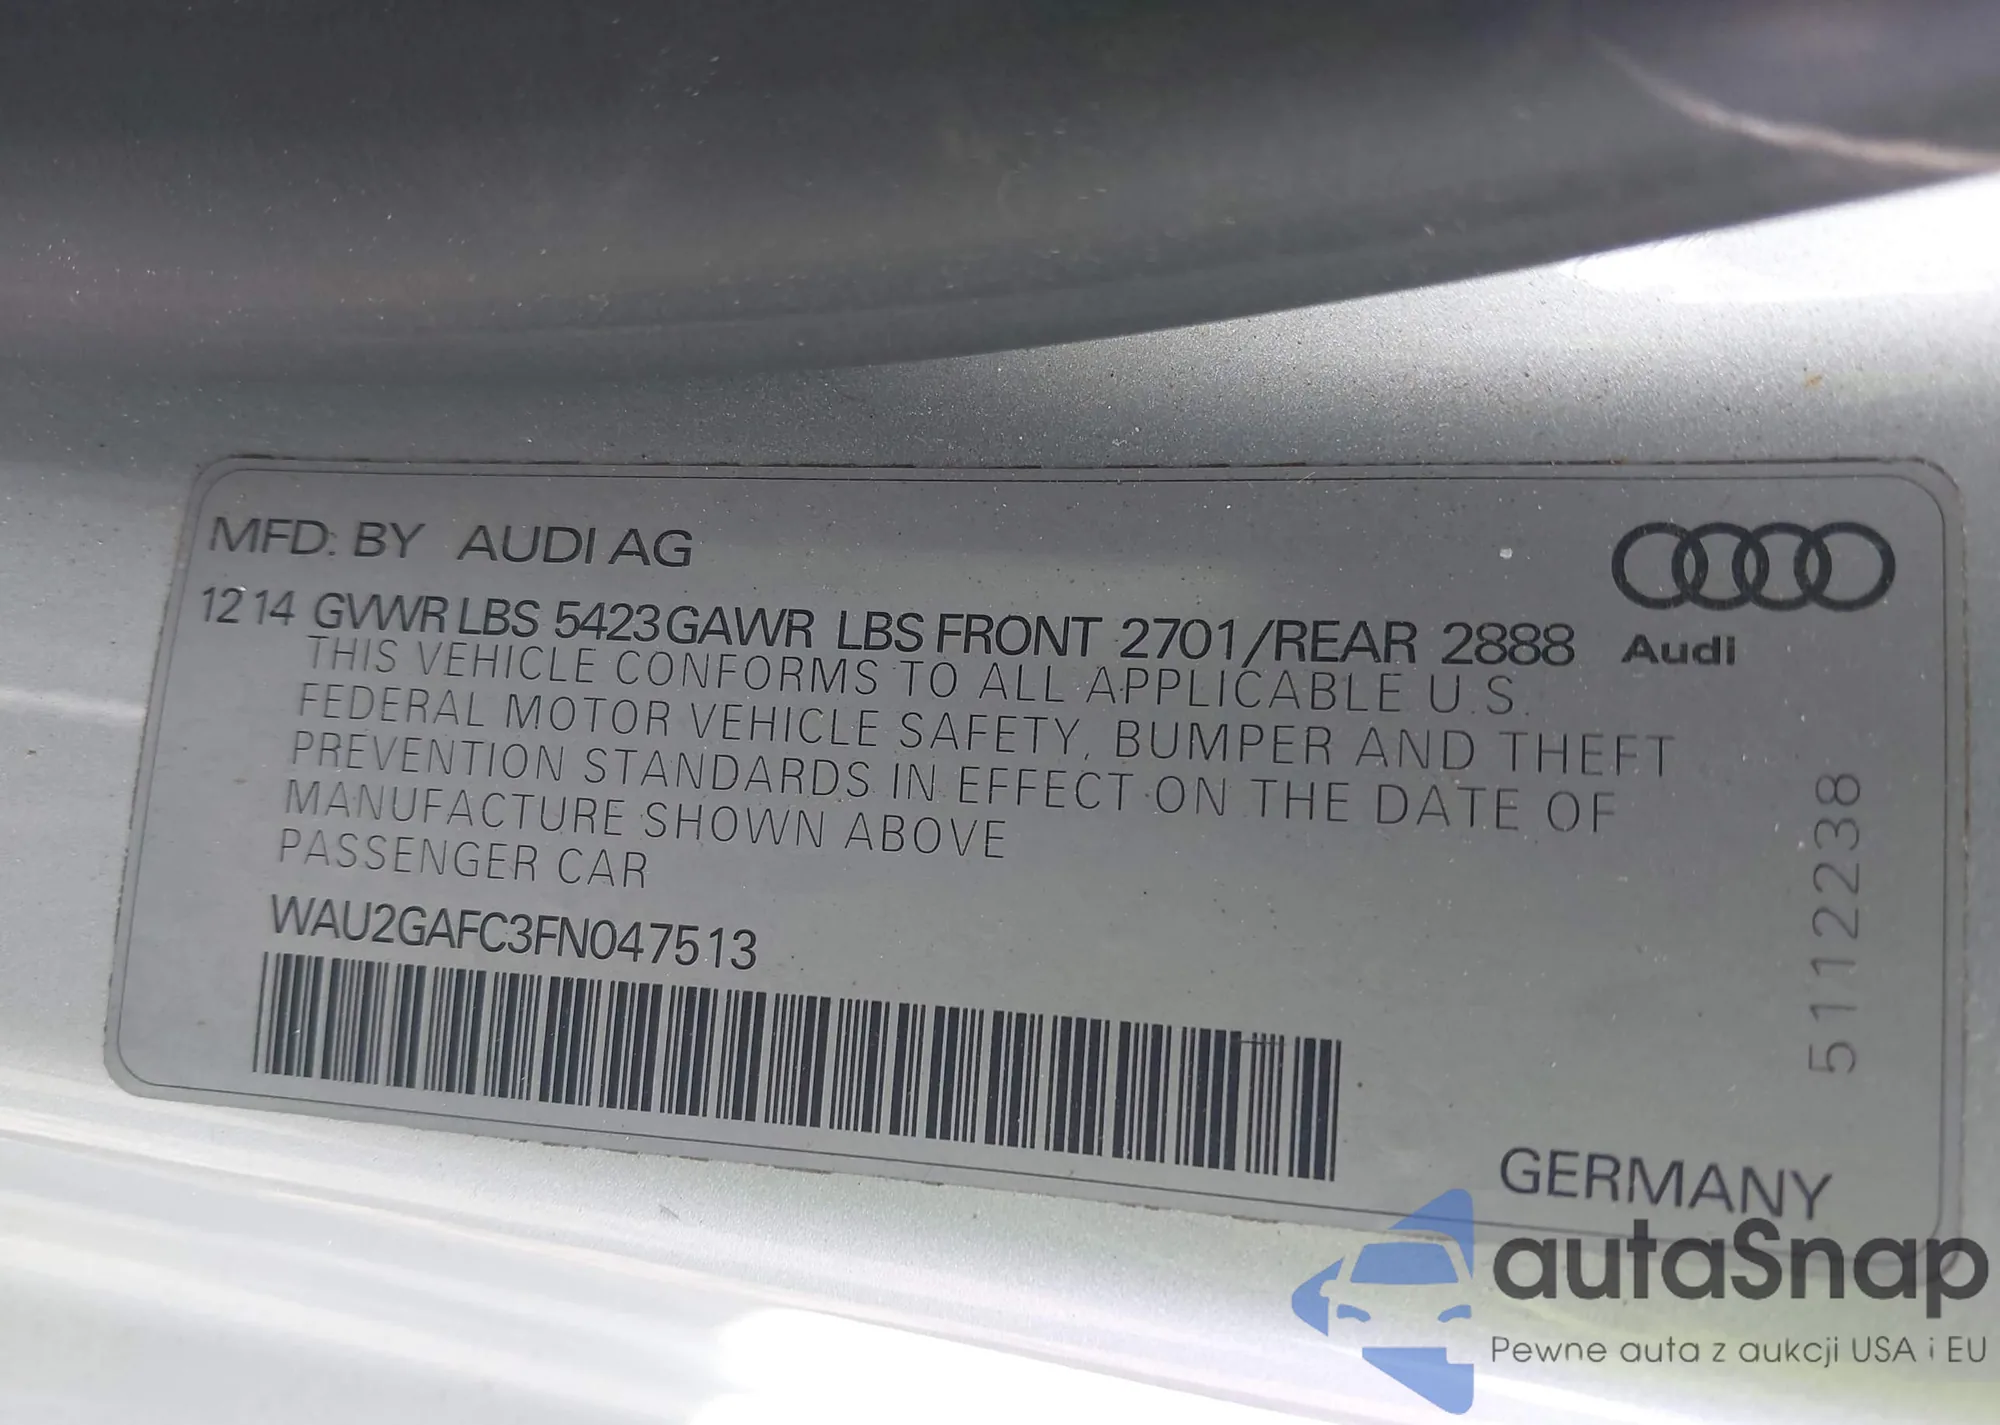 MFD. BY AUDI AG
12 14 GVWR LBS 5423 GAWR LBS FRONT 2701/REAR 2888
Audi
THIS VEHICLE CONFORMS TO ALL APPLICABLE U.S.
FEDERAL MOTOR VEHICLE SAFETY, BUMPER AND THEFT
PREVENTION STANDARDS IN EFFECT ON THE DATE OF
MANUFACTURE SHOWN ABOVE
PASSENGER CAR
WAU2GAFC3FN047513
5112238
GERMANY
autaSnap
Pewne auta z aukcji USA i EU